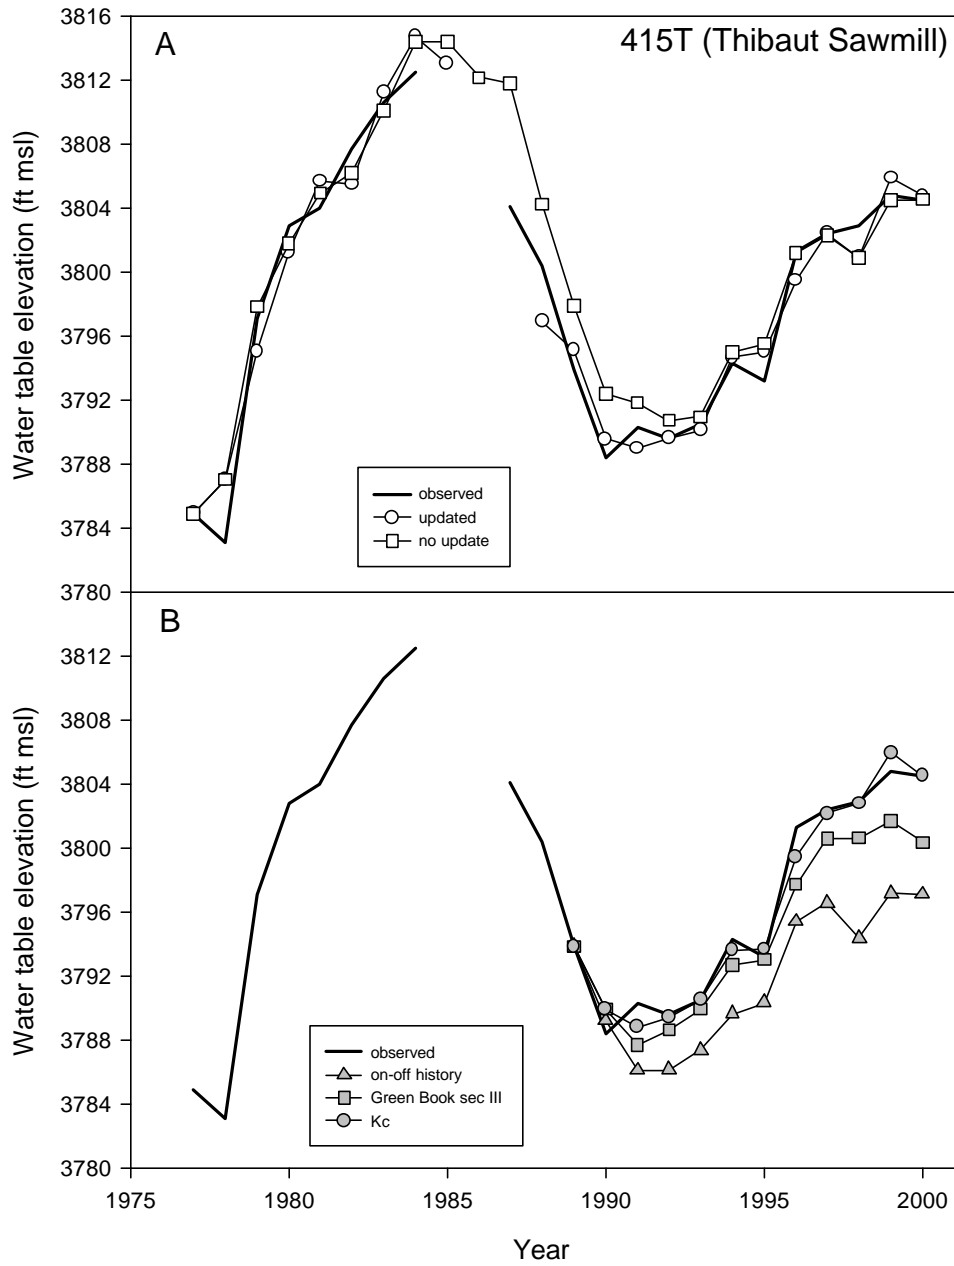 A
415T (Thibaut Sawmill)
3816
3812
3808
3804
3800
3796
3792
3788
3784
3780
Water table elevation (ft msl)
observed
updated
no update
B
3812
3808
3804
3800
3796
3792
3788
3784
3780
Water table elevation (ft msl)
observed
on-off history
Green Book sec III
Kc
1975
1980
1985
1990
1995
2000
Year